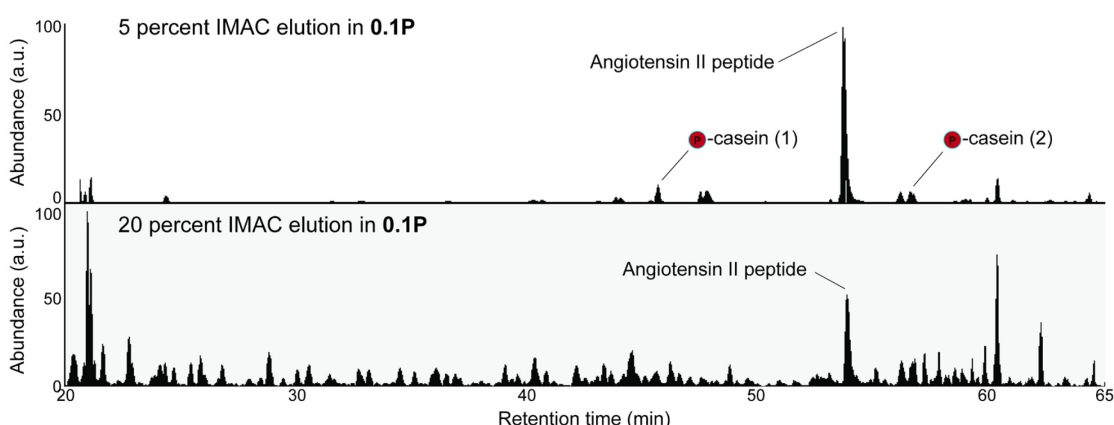 5 percent IMAC elution in 0.1P
100
50
0
Abundance (a.u.)
Angiotensin II peptide
P-casein (1)
P-casein (2)
20 percent IMAC elution in 0.1P
100
50
0
Abundance (a.u.)
Angiotensin II peptide
20 30 40 50 60 65
Retention time (min)